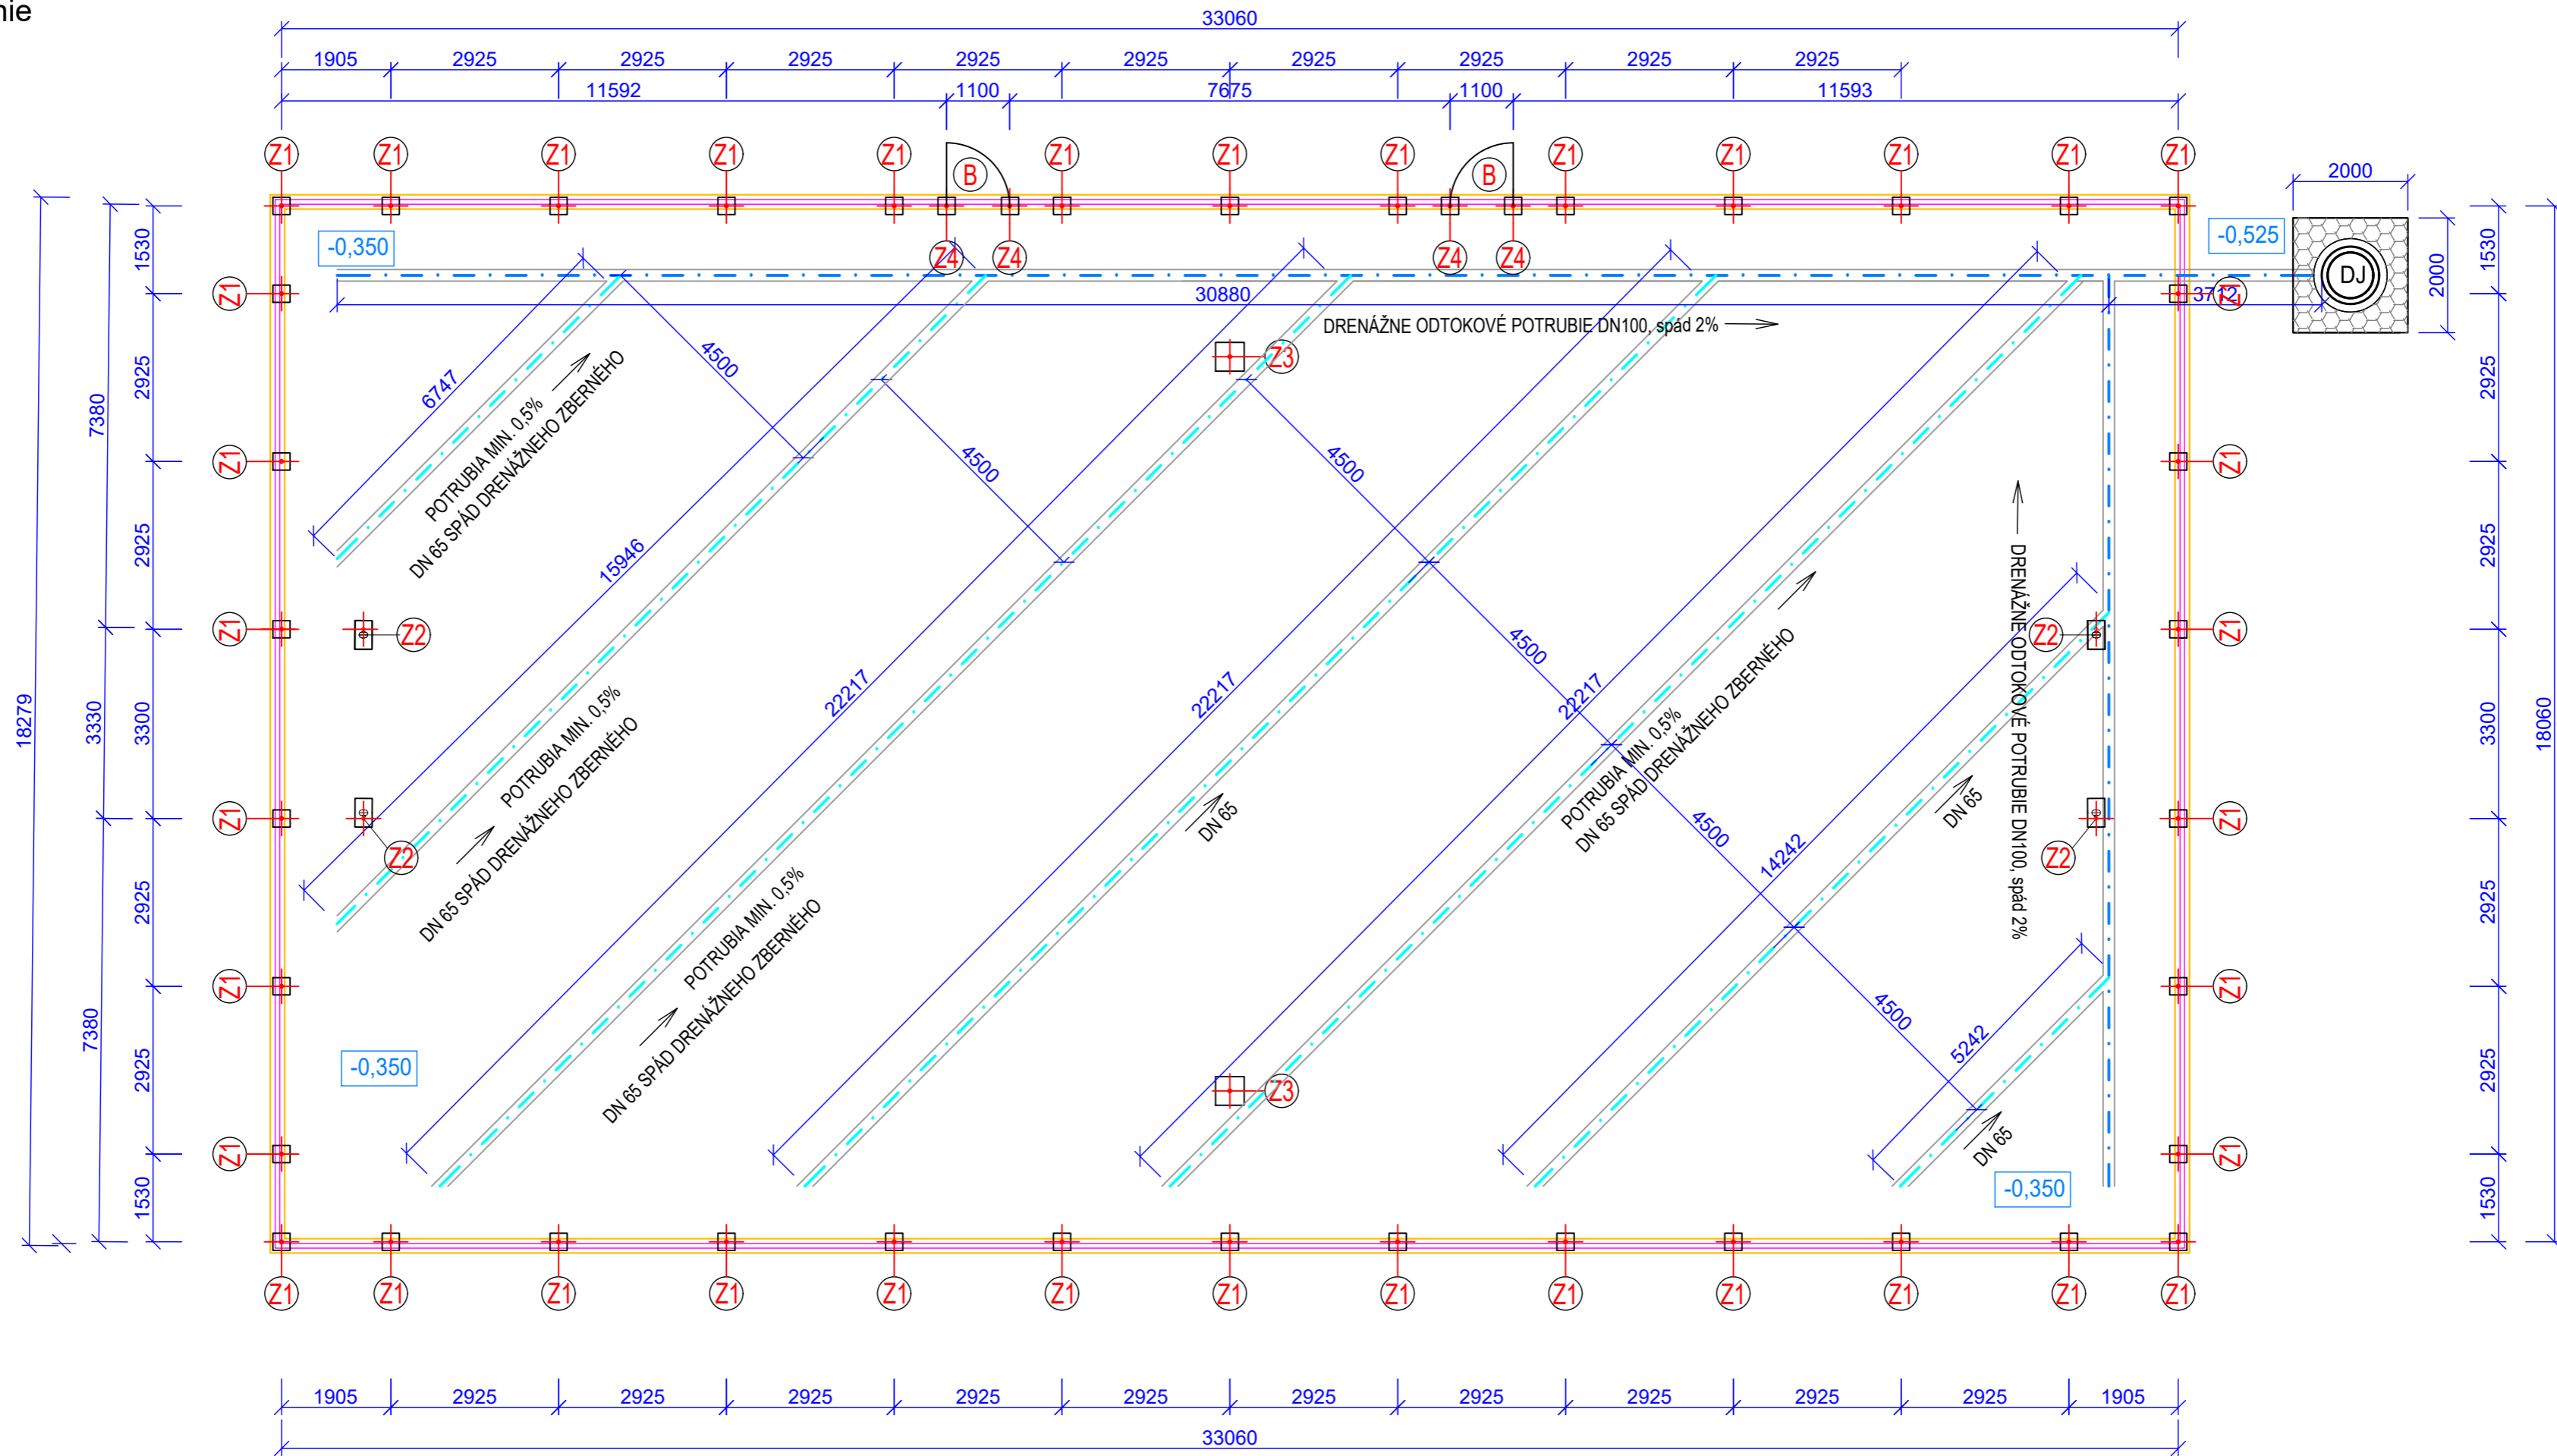 nie
33060
1905 2925 2925 2925 2925 2925 2925 2925 2925 2925
11592 1100 7675 1100 11593
Z1 Z1 Z1 Z1 Z1 Z1 Z1 Z1 Z1 Z1 Z1 Z1 Z1
B B
2000
-0,350
Z4 Z4 Z4 Z4
-0,525
DJ
2000
30880
3712
DRENÁŽNE ODTOKOVÉ POTRUBIE DN100, spád 2%
18279
7380
3330
7380
1530
2925
2925
3300
2925
2925
1530
Z1
Z1
Z1
Z1
Z1
Z1
6747
POTRUBIA MIN. 0,5%
DN 65 SPÁD DRENÁŽNEHO ZBERNÉHO
4500
4500
4500
4500
4500
4500
Z3
Z2
Z2
15946
POTRUBIA MIN. 0,5%
DN 65 SPÁD DRENÁŽNEHO ZBERNÉHO
22217
POTRUBIA MIN. 0,5%
DN 65 SPÁD DRENÁŽNEHO ZBERNÉHO
22217
DN 65
22217
POTRUBIA MIN. 0,5%
DN 65 SPÁD DRENÁŽNEHO ZBERNÉHO
14242
DN 65
5242
DN 65
DRENÁŽNE ODTOKOVÉ POTRUBIE DN100, spád 2%
Z2
Z2
Z3
-0,350
-0,350
Z1
Z1
Z1
Z1
Z1
Z1
1530
2925
2925
3300
2925
2925
1530
18060
Z1 Z1 Z1 Z1 Z1 Z1 Z1 Z1 Z1 Z1 Z1 Z1 Z1
1905 2925 2925 2925 2925 2925 2925 2925 2925 2925 2925 1905
33060